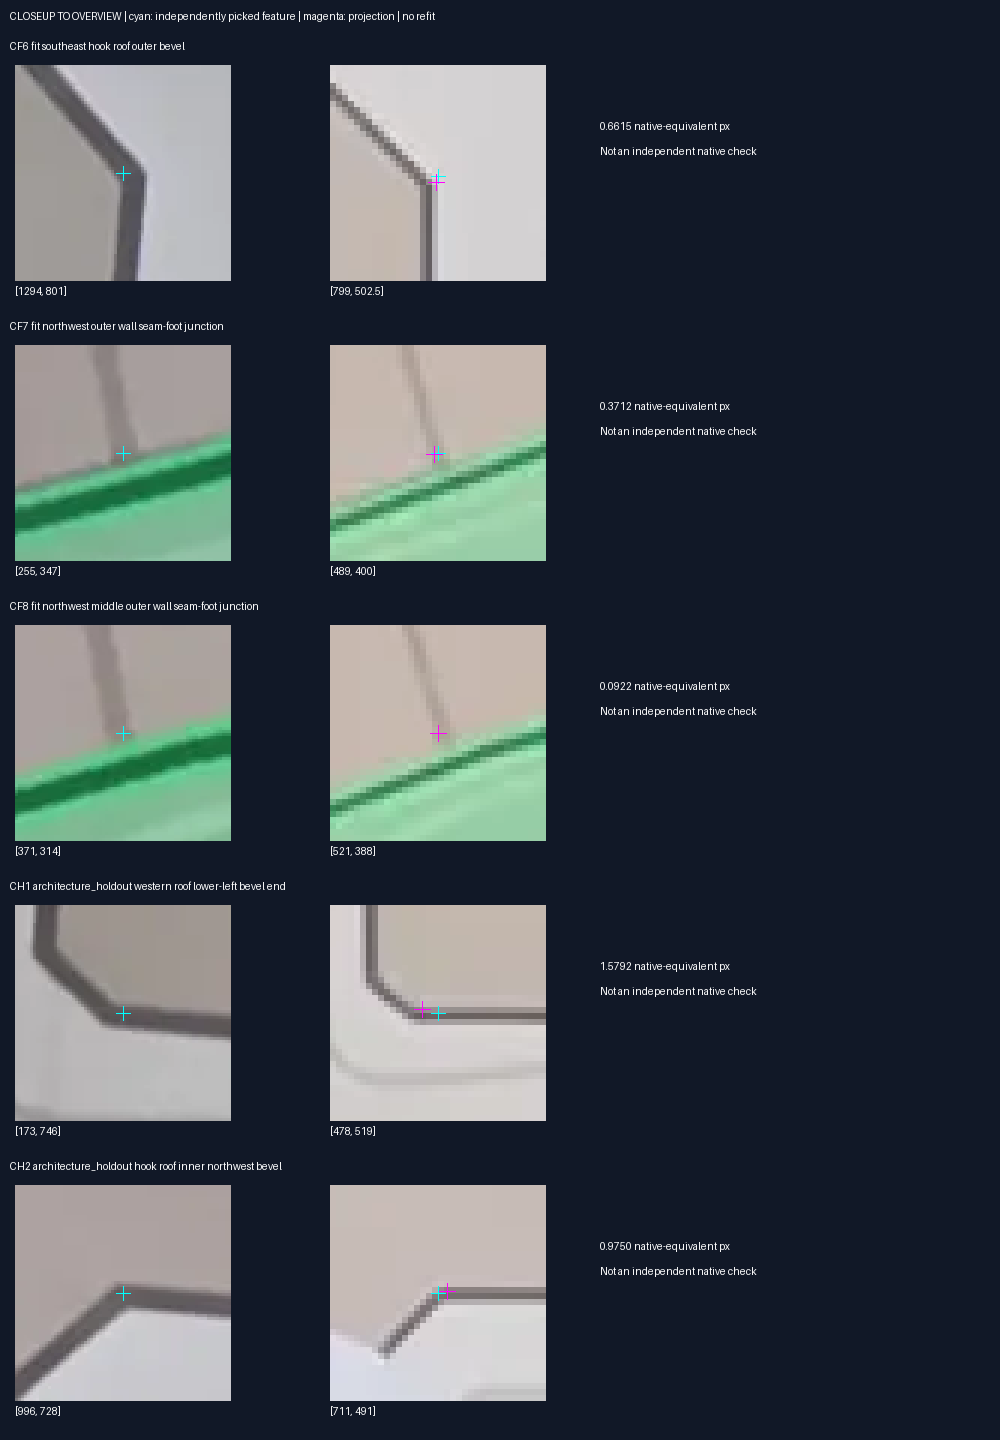 CLOSEUP TO OVERVIEW | cyan: independently picked feature | magenta: projection | no refit
CF6 fit southeast hook roof outer bevel
0.6615 native-equivalent px
Not an independent native check
[1294, 801]
[799, 502.5]
CF7 fit northwest outer wall seam-foot junction
0.3712 native-equivalent px
Not an independent native check
[255, 347]
[489, 400]
CF8 fit northwest middle outer wall seam-foot junction
0.0922 native-equivalent px
Not an independent native check
[371, 314]
[521, 388]
CH1 architecture_holdout western roof lower-left bevel end
1.5792 native-equivalent px
Not an independent native check
[173, 746]
[478, 519]
CH2 architecture_holdout hook roof inner northwest bevel
0.9750 native-equivalent px
Not an independent native check
[996, 728]
[711, 491]